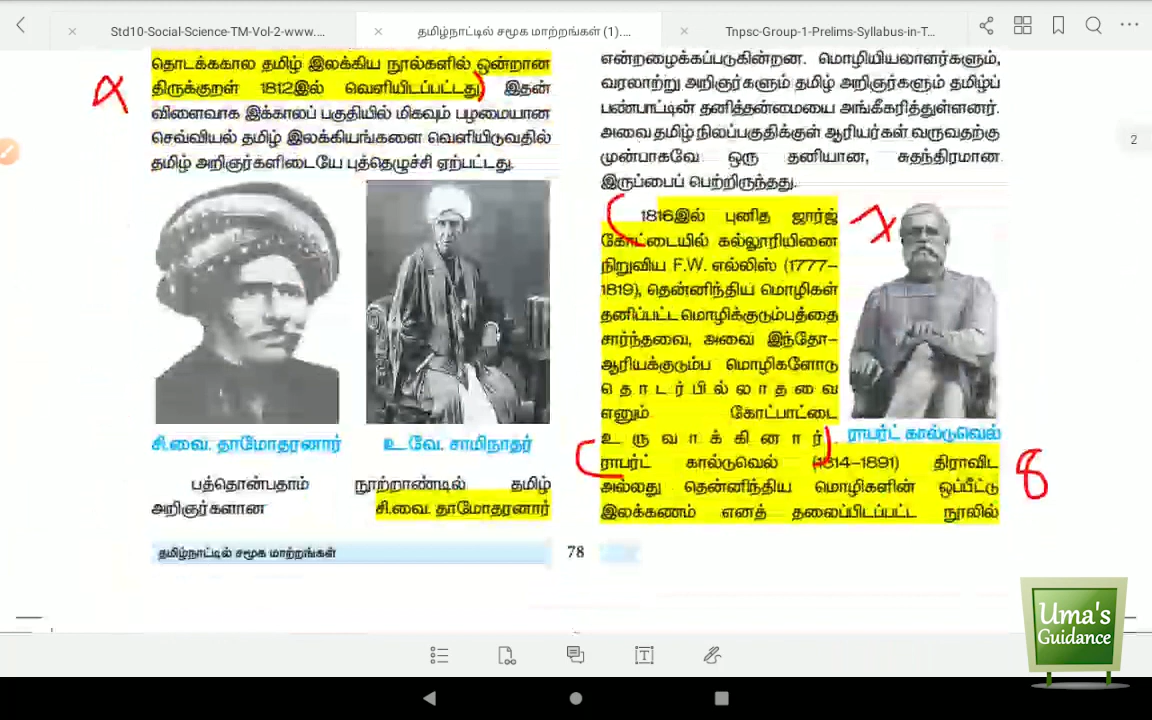 Std10-Social-Science-TM-Vol-2-www....
தமிழ்நாட்டில் சமூக மாற்றங்கள் (1)....
Tnpsc-Group-1-Prelims-Syllabus-in-T...
2
தொடக்ககால தமிழ் இலக்கிய நூல்களில் ஒன்றான
திருக்குறள் 1812இல் வெளியிடப்பட்டது) இதன்
விளைவாக இக்காலப் பகுதியில் மிகவும் பழமையான
செவ்வியல் தமிழ் இலக்கியங்களை வெளியிடுவதில்
தமிழ் அறிஞர்களிடையே புத்தெழுச்சி ஏற்பட்டது.
சி.வை. தாமோதரனார்
உ.வே. சாமிநாதர்
பத்தொன்பதாம் நூற்றாண்டில் தமிழ்
அறிஞர்களான சி.வை. தாமோதரனார்
என்றழைக்கப்படுகின்றன. மொழியியலாளர்களும்,
வரலாற்று அறிஞர்களும் தமிழ் அறிஞர்களும் தமிழ்ப்
பண்பாட்டின் தனித்தன்மையை அங்கீகரித்துள்ளனர்.
அவை தமிழ் நிலப்பகுதிக்குள் ஆரியர்கள் வருவதற்கு
முன்பாகவே ஒரு தனியான, சுதந்திரமான
இருப்பைப் பெற்றிருந்தது.
1816இல் புனித ஜார்ஜ்
கோட்டையில் கல்லூரியினை
நிறுவிய F.W. எல்லிஸ் (1777–
1819), தென்னிந்திய மொழிகள்
தனிப்பட்ட மொழிக்குடும்பத்தை
சார்ந்தவை, அவை இந்தோ–
ஆரியக்குடும்ப மொழிகளோடு
தொடர்பில்லாதவை
எனும் கோட்பாட்டை
உருவாக்கினார்.
7
ராபர்ட் கால்டுவெல்
ராபர்ட் கால்டுவெல் (1814–1891) திராவிட
அல்லது தென்னிந்திய மொழிகளின் ஒப்பீட்டு
இலக்கணம் எனத் தலைப்பிடப்பட்ட நூலில்
8
தமிழ்நாட்டில் சமூக மாற்றங்கள்
78
Uma's
Guidance